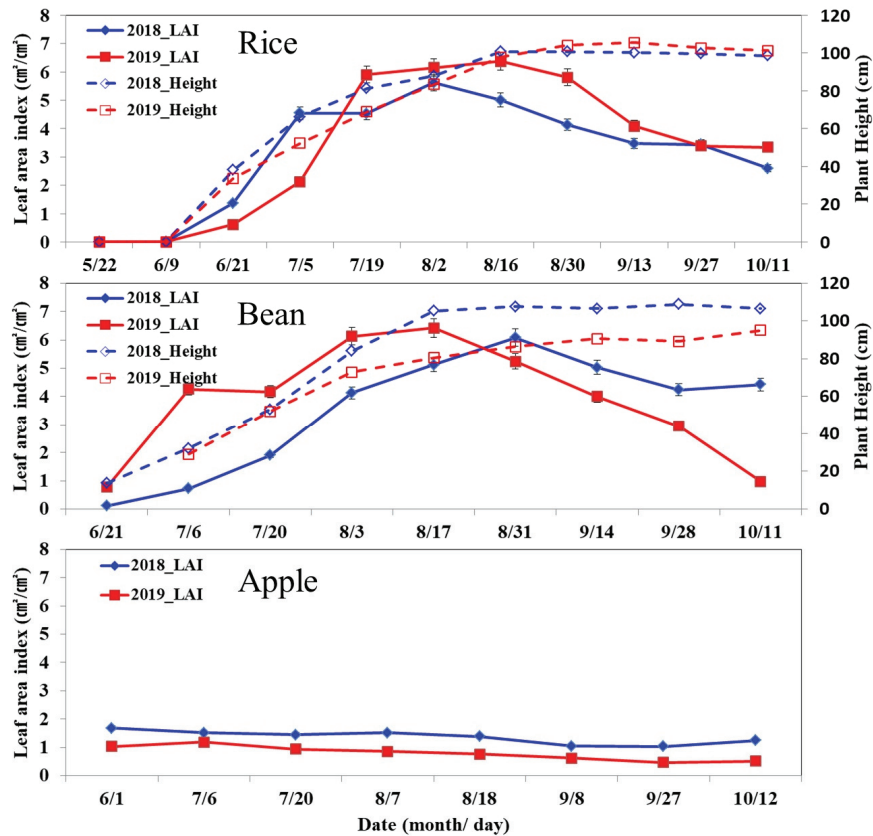 Rice
2018_LAI
2019_LAI
2018_Height
2019_Height
Leaf area index (㎠/㎠)
8
7
6
5
4
3
2
1
0
120
100
80
60
40
20
0
Plant Height (cm)
5/22 6/9 6/21 7/5 7/19 8/2 8/16 8/30 9/13 9/27 10/11
Bean
2018_LAI
2019_LAI
2018_Height
2019_Height
Leaf area index (㎠/㎠)
8
7
6
5
4
3
2
1
0
120
100
80
60
40
20
0
Plant Height (cm)
6/21 7/6 7/20 8/3 8/17 8/31 9/14 9/28 10/11
Apple
2018_LAI
2019_LAI
Leaf area index (㎠/㎠)
8
7
6
5
4
3
2
1
0
6/1 7/6 7/20 8/7 8/18 9/8 9/27 10/12
Date (month/ day)